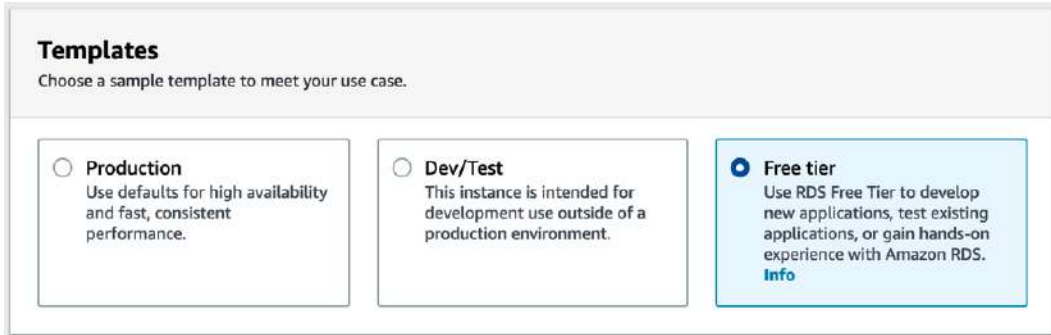 Templates
Choose a sample template to meet your use case.
Production
Use defaults for high availability
and fast, consistent
performance.
Dev/Test
This instance is intended for
development use outside of a
production environment.
Free tier
Use RDS Free Tier to develop
new applications, test existing
applications, or gain hands-on
experience with Amazon RDS.
Info